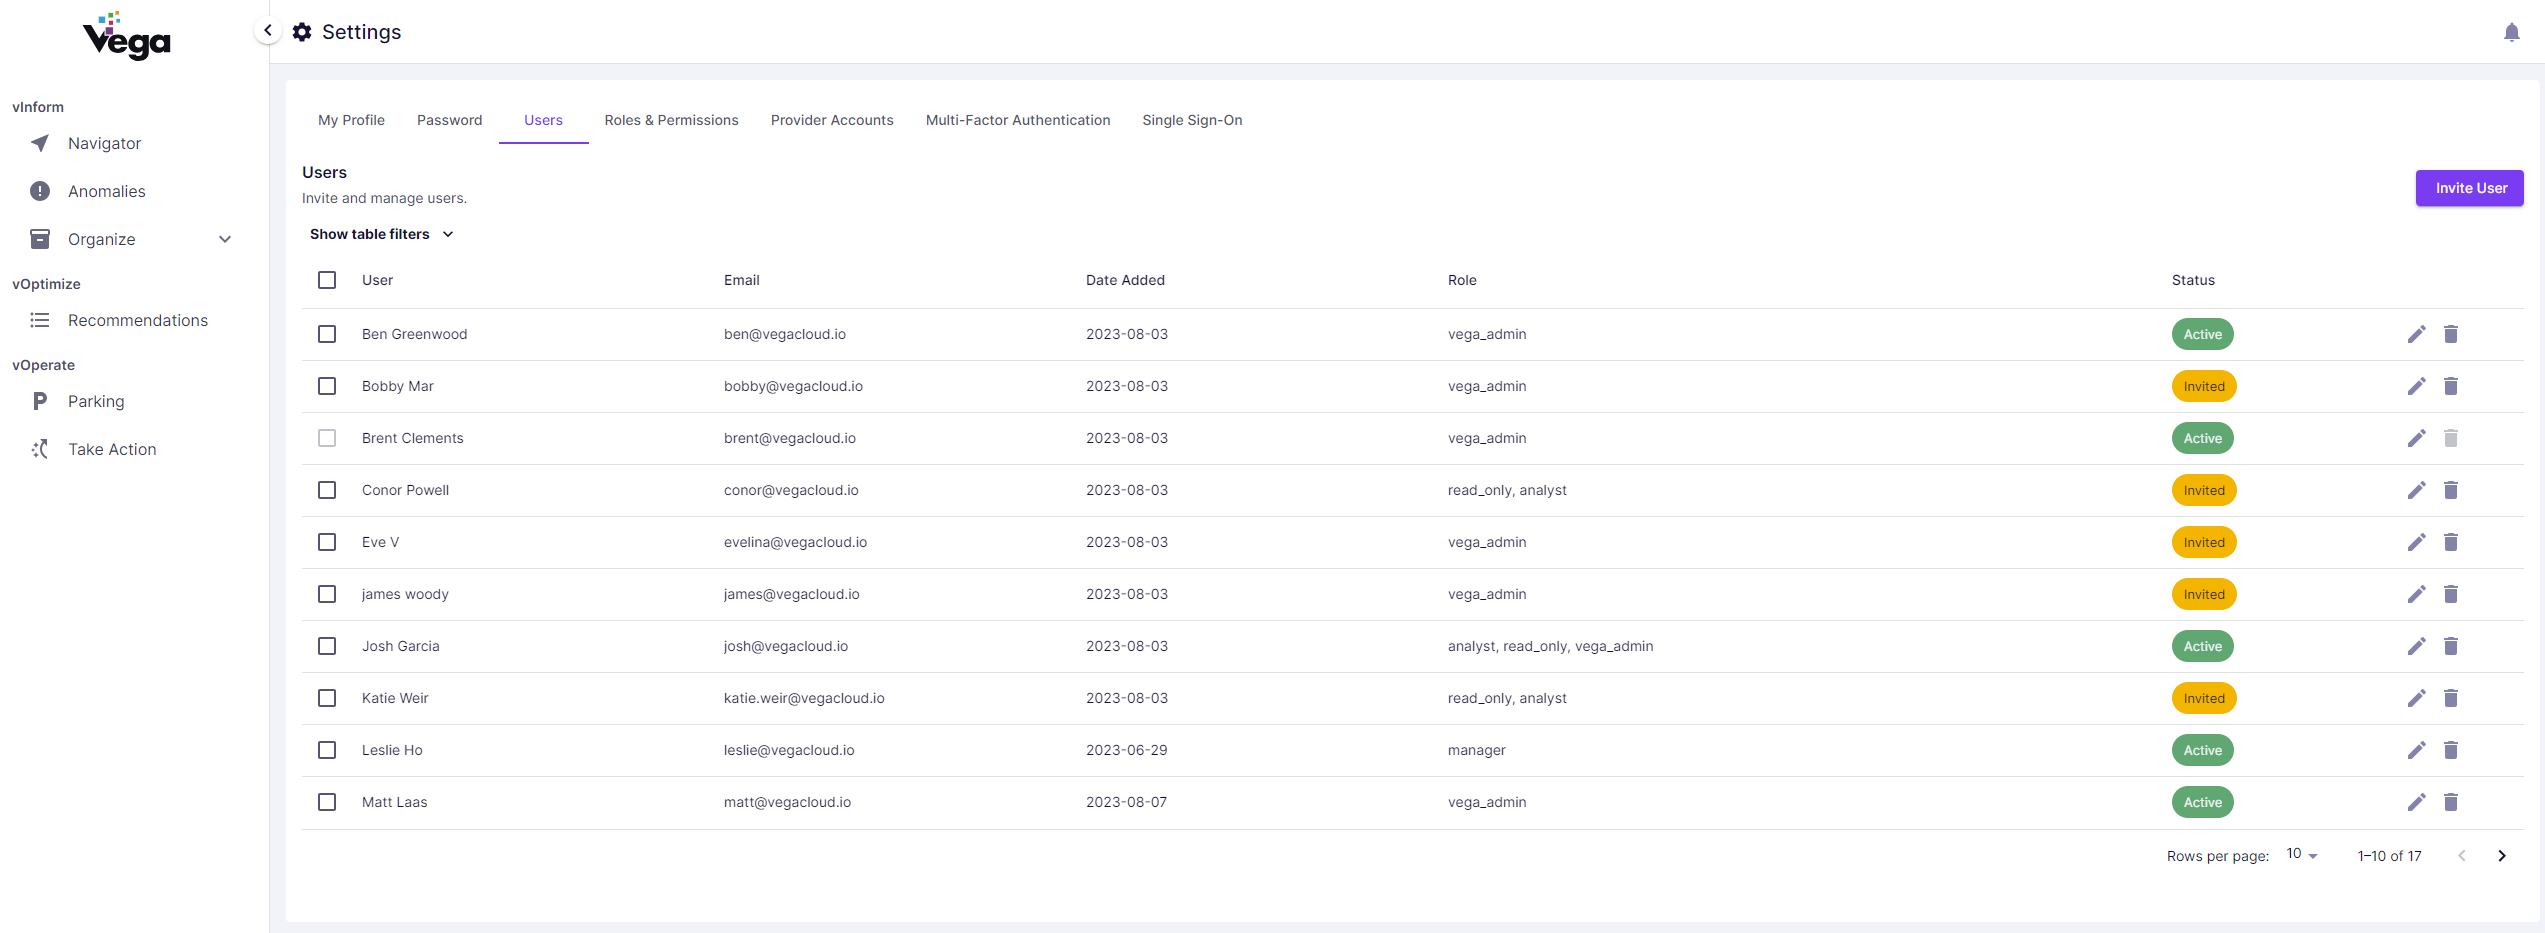 Vega
Settings
vInform
Navigator
Anomalies
Organize
vOptimize
Recommendations
vOperate
Parking
Take Action
My Profile Password Users Roles & Permissions Provider Accounts Multi-Factor Authentication Single Sign-On
Users
Invite and manage users.
Invite User
Show table filters
User Email Date Added Role Status
Ben Greenwood ben@vegacloud.io 2023-08-03 vega_admin Active
Bobby Mar bobby@vegacloud.io 2023-08-03 vega_admin Invited
Brent Clements brent@vegacloud.io 2023-08-03 vega_admin Active
Conor Powell conor@vegacloud.io 2023-08-03 read_only, analyst Invited
Eve V evelina@vegacloud.io 2023-08-03 vega_admin Invited
james woody james@vegacloud.io 2023-08-03 vega_admin Invited
Josh Garcia josh@vegacloud.io 2023-08-03 analyst, read_only, vega_admin Active
Katie Weir katie.weir@vegacloud.io 2023-08-03 read_only, analyst Invited
Leslie Ho leslie@vegacloud.io 2023-06-29 manager Active
Matt Laas matt@vegacloud.io 2023-08-07 vega_admin Active
Rows per page: 10 1–10 of 17